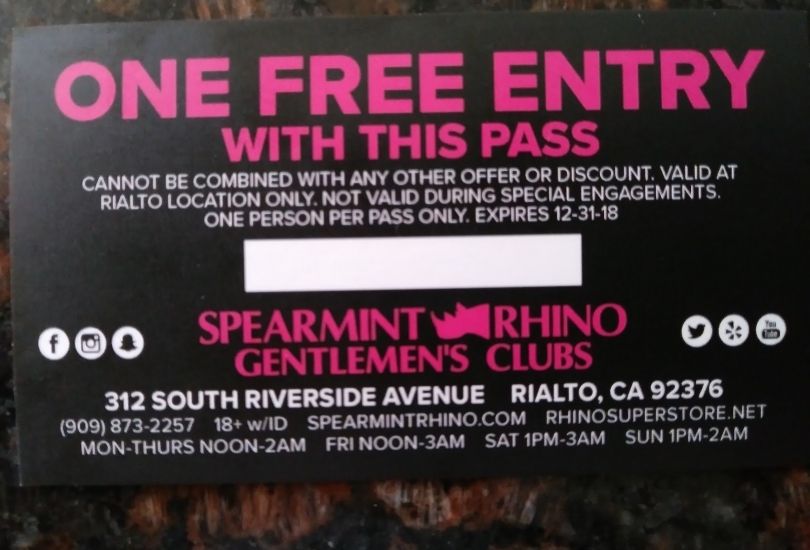 ONE FREE ENTRY
WITH THIS PASS
CANNOT BE COMBINED WITH ANY OTHER OFFER OR DISCOUNT. VALID AT
RIALTO LOCATION ONLY. NOT VALID DURING SPECIAL ENGAGEMENTS.
ONE PERSON PER PASS ONLY. EXPIRES 12-31-18
SPEARMINT RHINO
GENTLEMEN'S CLUBS
You Tube
312 SOUTH RIVERSIDE AVENUE RIALTO, CA 92376
(909) 873-2257 18+ w/ID SPEARMINTRHINO.COM RHINOSUPERSTORE.NET
MON-THURS NOON-2AM FRI NOON-3AM SAT 1PM-3AM SUN 1PM-2AM